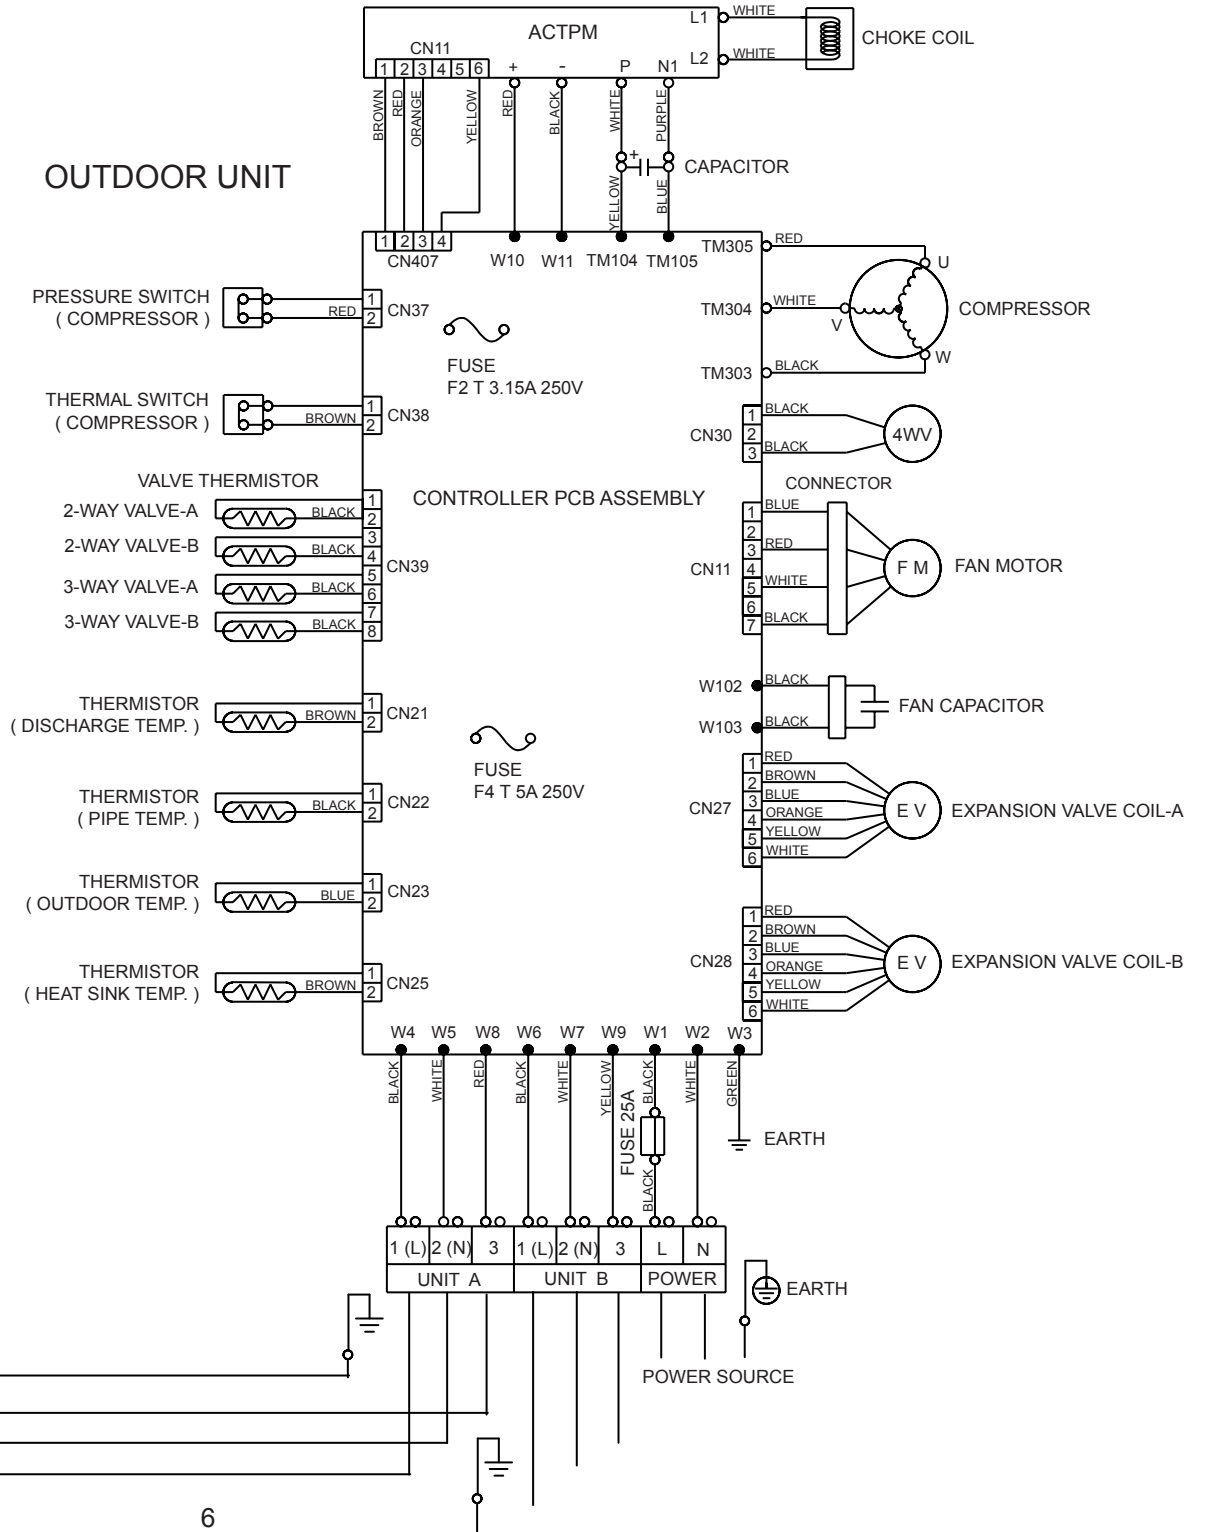 ACTPM
L1
WHITE
L2
WHITE
CHOKE COIL
CN11
1 2 3 4 5 6
+ - P N1
BROWN
RED
ORANGE
YELLOW
RED
BLACK
WHITE
PURPLE
+
CAPACITOR
YELLOW
BLUE
OUTDOOR UNIT
1 2 3 4
CN407
W10 W11 TM104 TM105
TM305
RED
U
TM304
WHITE
V
COMPRESSOR
TM303
BLACK
W
PRESSURE SWITCH
( COMPRESSOR )
RED
1
2
CN37
FUSE
F2 T 3.15A 250V
THERMAL SWITCH
( COMPRESSOR )
BROWN
1
2
CN38
CN30
1
2
3
BLACK
BLACK
4WV
VALVE THERMISTOR
2-WAY VALVE-A
BLACK
2-WAY VALVE-B
BLACK
3-WAY VALVE-A
BLACK
3-WAY VALVE-B
BLACK
1
2
3
4
5
6
7
8
CN39
CONTROLLER PCB ASSEMBLY
CONNECTOR
CN11
1
2
3
4
5
6
7
BLUE
RED
WHITE
BLACK
F M
FAN MOTOR
W102
BLACK
W103
BLACK
FAN CAPACITOR
THERMISTOR
( DISCHARGE TEMP. )
BROWN
1
2
CN21
FUSE
F4 T 5A 250V
THERMISTOR
( PIPE TEMP. )
BLACK
1
2
CN22
CN27
1
2
3
4
5
6
RED
BROWN
BLUE
ORANGE
YELLOW
WHITE
E V
EXPANSION VALVE COIL-A
THERMISTOR
( OUTDOOR TEMP. )
BLUE
1
2
CN23
CN28
1
2
3
4
5
6
RED
BROWN
BLUE
ORANGE
YELLOW
WHITE
E V
EXPANSION VALVE COIL-B
THERMISTOR
( HEAT SINK TEMP. )
BROWN
1
2
CN25
W4 W5 W8 W6 W7 W9 W1 W2 W3
BLACK
WHITE
RED
BLACK
WHITE
YELLOW
BLACK
WHITE
GREEN
FUSE 25A
BLACK
EARTH
1 (L) 2 (N) 3 1 (L) 2 (N) 3 L N
UNIT A UNIT B POWER
EARTH
POWER SOURCE
6